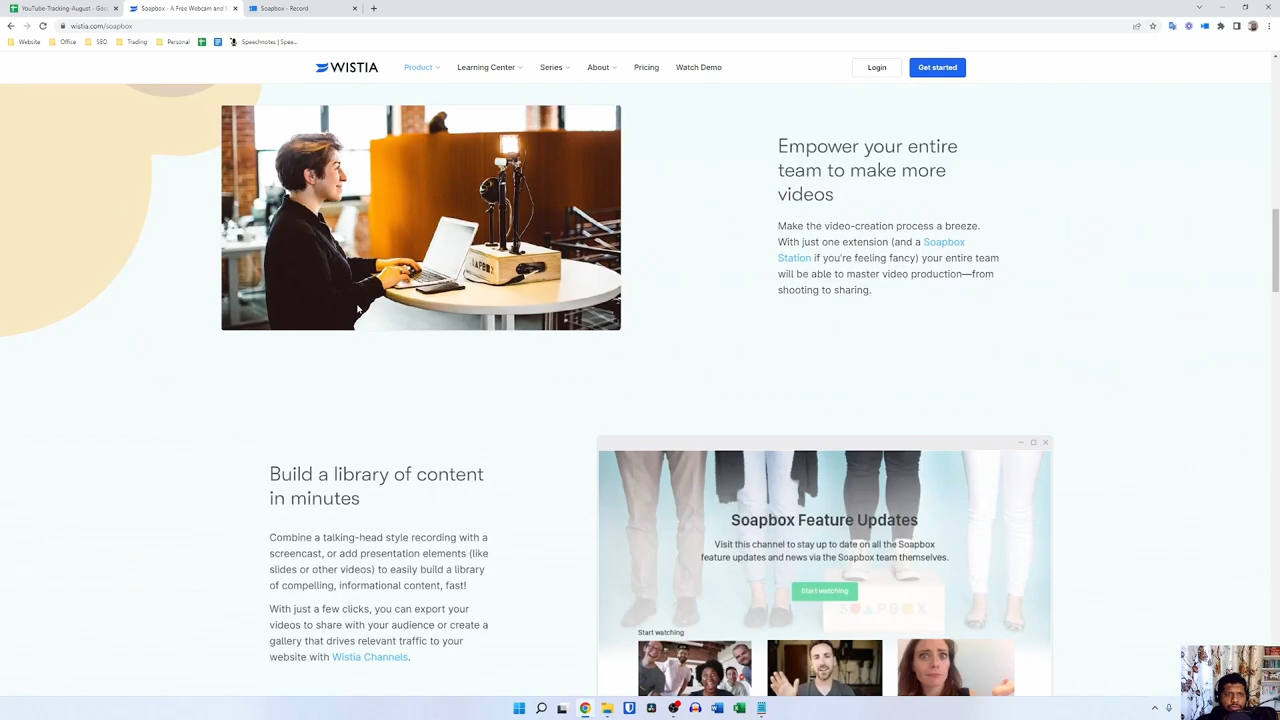 YouTube-Tracking-August - Goo
Soapbox - A Free Webcam and S
Soapbox - Record
wistia.com/soapbox
Website
Office
SEO
Trading
Personal
Speechnotes | Spee...
WISTIA
Product
Learning Center
Series
About
Pricing
Watch Demo
Login
Get started
Empower your entire
team to make more
videos
Make the video-creation process a breeze.
With just one extension (and a Soapbox
Station if you're feeling fancy) your entire team
will be able to master video production—from
shooting to sharing.
Build a library of content
in minutes
Combine a talking-head style recording with a
screencast, or add presentation elements (like
slides or other videos) to easily build a library
of compelling, informational content, fast!
With just a few clicks, you can export your
videos to share with your audience or create a
gallery that drives relevant traffic to your
website with Wistia Channels.
Soapbox Feature Updates
Visit this channel to stay up to date on all the Soapbox
feature updates and news via the Soapbox team themselves.
Start watching
SOAPBOX
Start watching